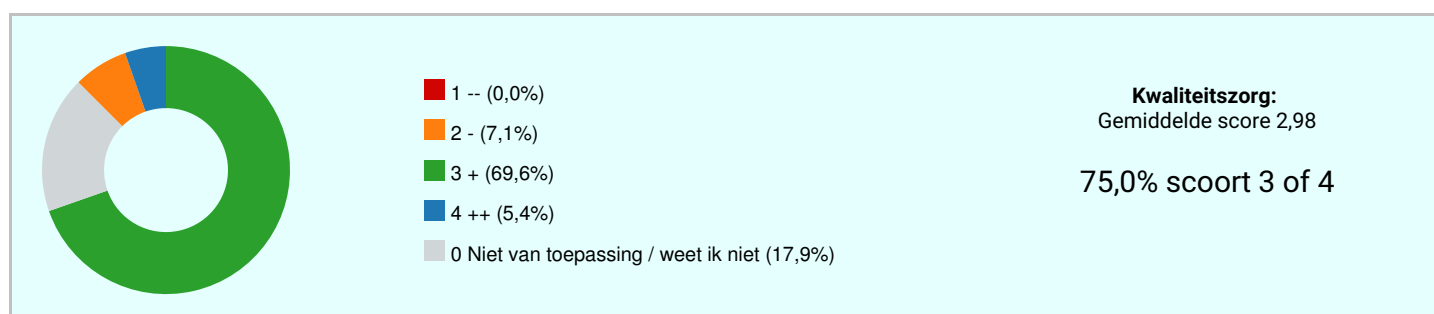 1 -- (0,0%)
2 - (7,1%)
3 + (69,6%)
4 ++ (5,4%)
0 Niet van toepassing / weet ik niet (17,9%)
Kwaliteitszorg:
Gemiddelde score 2,98
75,0% scoort 3 of 4